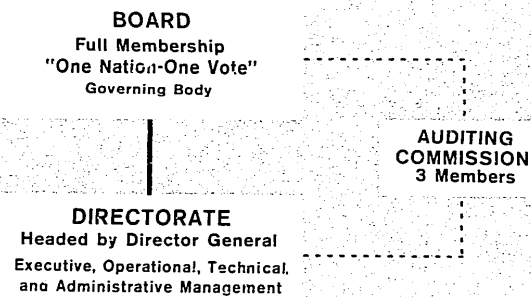 BOARD
Full Membership
"One Nation-One Vote"
Governing Body
AUDITING
COMMISSION
3 Members
DIRECTORATE
Headed by Director General
Executive, Operational, Technical,
and Administrative Management